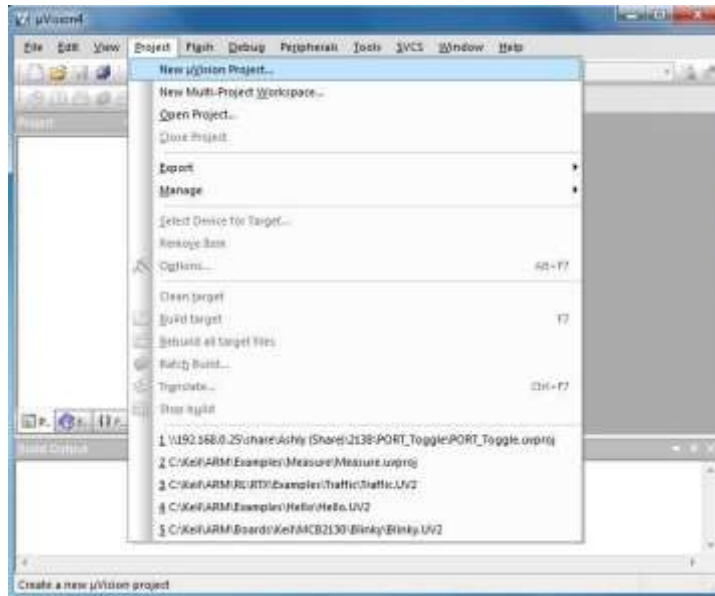 µVision4
File Edit View Project Flash Debug Peripherals Tools SVCS Window Help
New µVision Project...
New Multi-Project Workspace...
Open Project...
Close Project
Project
Export
Manage
Select Device for Target...
Remove Item
Options... Alt+F7
Clean target
Build target F7
Rebuild all target files
Batch Build...
Translate... Ctrl+F7
Stop build
1 \\192.168.0.25\share\Ashly (Share)\2138\PORT_Toggle\PORT_Toggle.uvproj
2 C:\Keil\ARM\Examples\Measure\Measure.uvproj
3 C:\Keil\ARM\RL\RTX\Examples\Traffic\Traffic.UV2
4 C:\Keil\ARM\Examples\Hello\Hello.UV2
5 C:\Keil\ARM\Boards\Keil\MCB2130\Blinky\Blinky.UV2
Build Output
Create a new µVision project